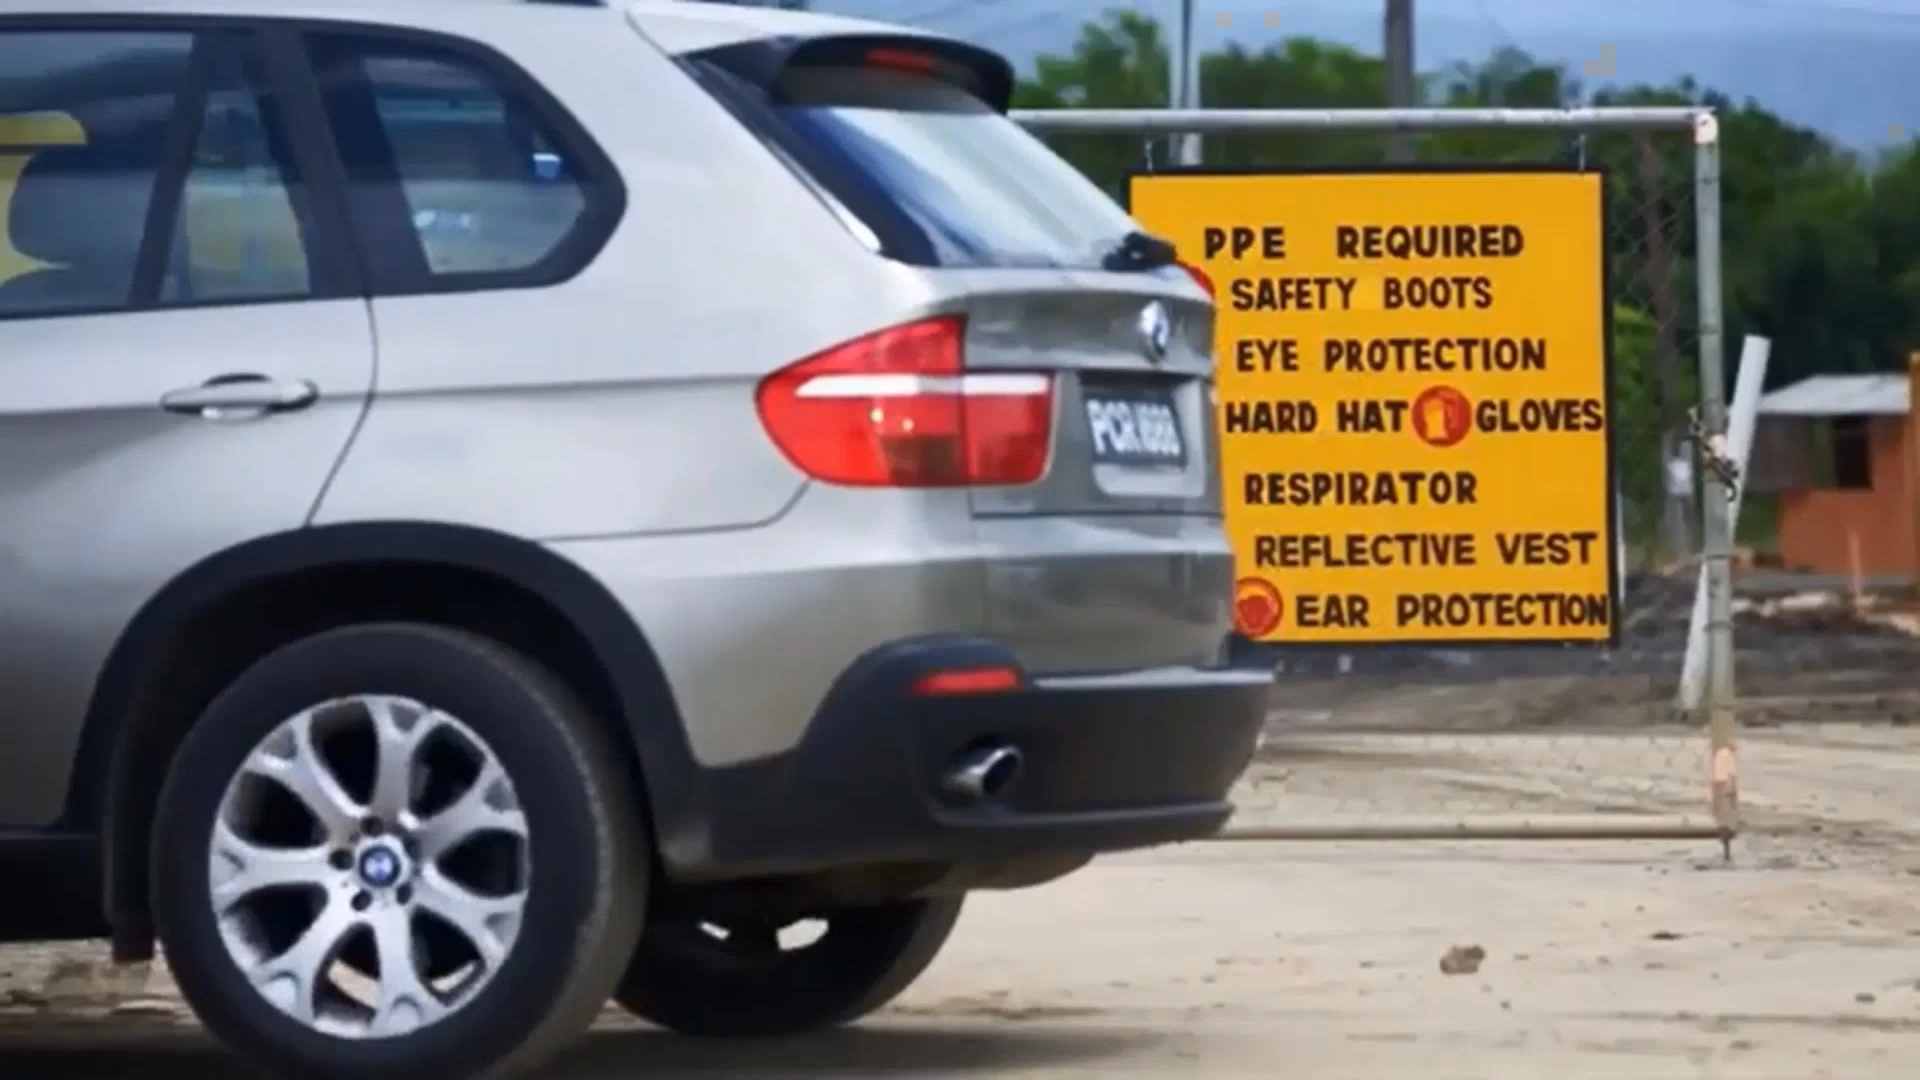 PPE REQUIRED
SAFETY BOOTS
EYE PROTECTION
HARD HAT GLOVES
RESPIRATOR
REFLECTIVE VEST
EAR PROTECTION